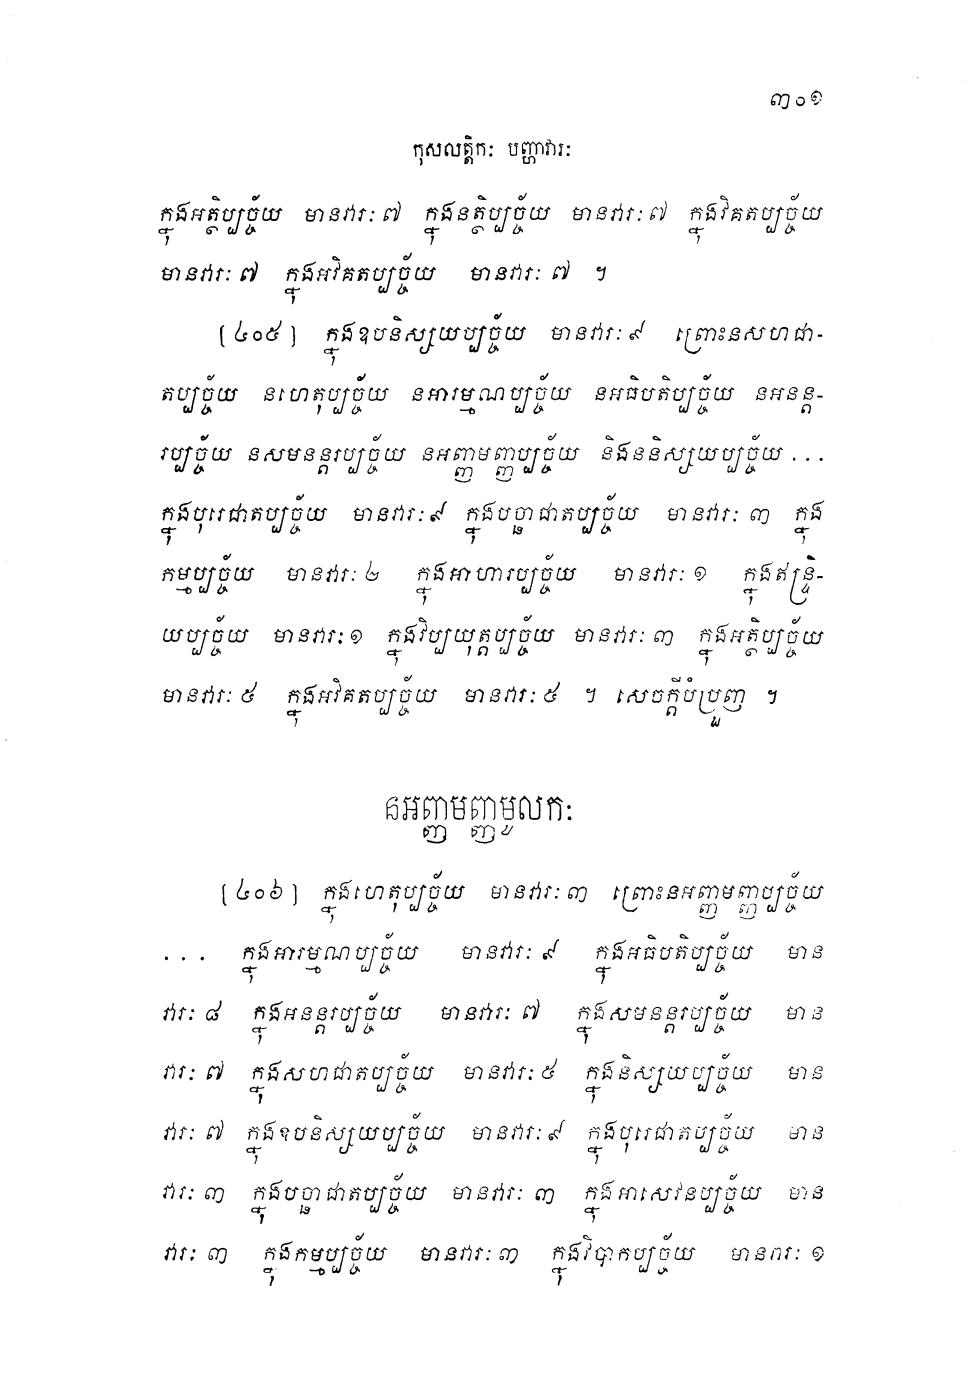 ៣០១
កុសលត្តិកៈ បញ្ហាវារៈ
ក្នុងអត្ថិប្បច្ច័យ មានវារៈ ៧ ក្នុងនត្ថិប្បច្ច័យ មានវារៈ ៧ ក្នុងវិគតប្បច្ច័យ
មានវារៈ ៧ ក្នុងអវិគតប្បច្ច័យ មានវារៈ ៧ ។
(៤០៥) ក្នុងឧបនិស្សយប្បច្ច័យ មានវារៈ ៩ ព្រោះនសហជា-
តប្បច្ច័យ នហេតុប្បច្ច័យ នអារម្មណប្បច្ច័យ នអធិបតិប្បច្ច័យ នអនន្ត-
រប្បច្ច័យ នសមនន្តរប្បច្ច័យ នអញ្ញមញ្ញប្បច្ច័យ និងននិស្សយប្បច្ច័យ ...
ក្នុងបុរេជាតប្បច្ច័យ មានវារៈ ៩ ក្នុងបច្ឆាជាតប្បច្ច័យ មានវារៈ ៣ ក្នុង
កម្មប្បច្ច័យ មានវារៈ ២ ក្នុងអាហារប្បច្ច័យ មានវារៈ ១ ក្នុងឥន្ទ្រិ-
យប្បច្ច័យ មានវារៈ ១ ក្នុងវិប្បយុត្តប្បច្ច័យ មានវារៈ ៣ ក្នុងអត្ថិប្បច្ច័យ
មានវារៈ ៥ ក្នុងអវិគតប្បច្ច័យ មានវារៈ ៥ ។ សេចក្តីបំប្រួញ ។
នអញ្ញមញ្ញមូលកៈ
(៤០៦) ក្នុងហេតុប្បច្ច័យ មានវារៈ ៣ ព្រោះនអញ្ញមញ្ញប្បច្ច័យ
... ក្នុងអារម្មណប្បច្ច័យ មានវារៈ ៩ ក្នុងអធិបតិប្បច្ច័យ មាន
វារៈ ៨ ក្នុងអនន្តរប្បច្ច័យ មានវារៈ ៧ ក្នុងសមនន្តរប្បច្ច័យ មាន
វារៈ ៧ ក្នុងសហជាតប្បច្ច័យ មានវារៈ ៥ ក្នុងនិស្សយប្បច្ច័យ មាន
វារៈ ៧ ក្នុងឧបនិស្សយប្បច្ច័យ មានវារៈ ៩ ក្នុងបុរេជាតប្បច្ច័យ មាន
វារៈ ៣ ក្នុងបច្ឆាជាតប្បច្ច័យ មានវារៈ ៣ ក្នុងអាសេវនប្បច្ច័យ មាន
វារៈ ៣ ក្នុងកម្មប្បច្ច័យ មានវារៈ ៣ ក្នុងវិបាកប្បច្ច័យ មានវារៈ ១